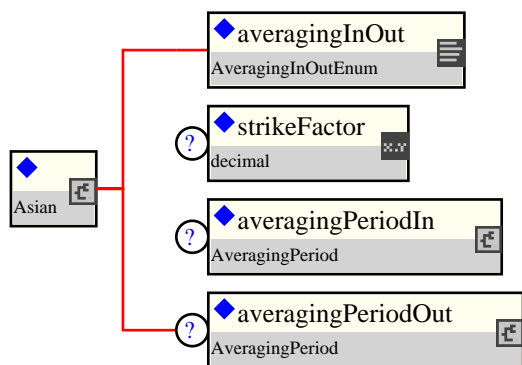 averagingInOut
AveragingInOutEnum
?
strikeFactor
x.y
decimal
Asian
?
averagingPeriodIn
AveragingPeriod
?
averagingPeriodOut
AveragingPeriod